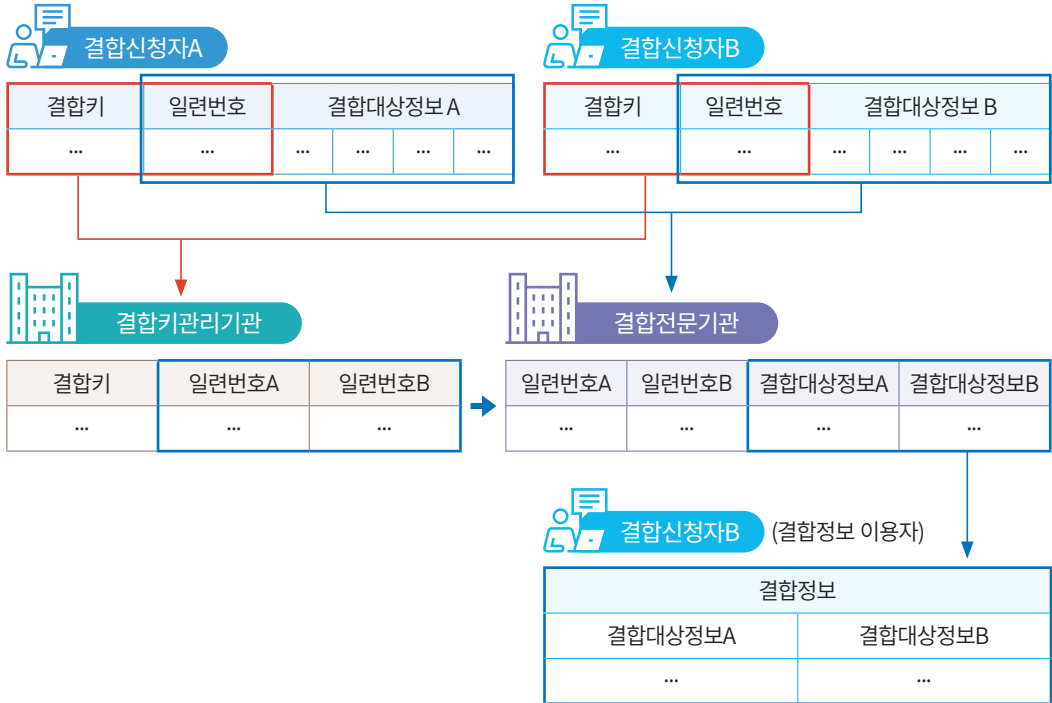 결합신청자A
결합키 일련번호 결합대상정보 A
... ... ... ... ... ...
결합신청자B
결합키 일련번호 결합대상정보 B
... ... ... ... ... ...
결합키관리기관
결합키 일련번호A 일련번호B
... ... ...
결합전문기관
일련번호A 일련번호B 결합대상정보A 결합대상정보B
... ... ... ...
결합신청자B (결합정보 이용자)
결합정보
결합대상정보A 결합대상정보B
... ...